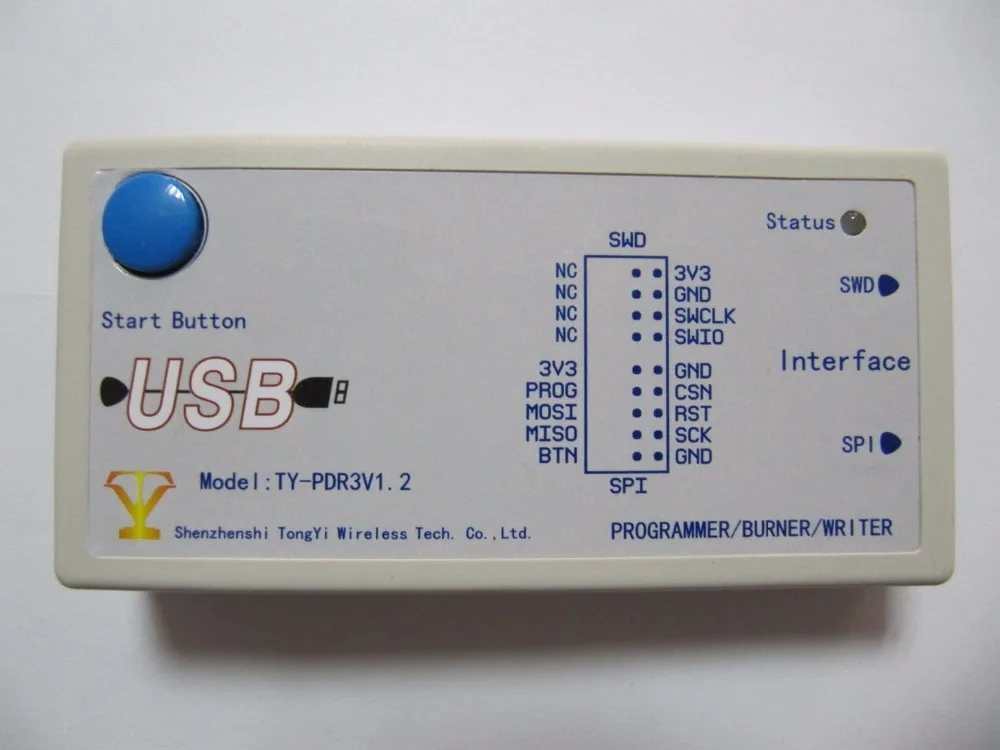 Status
SWD
NC 3V3
NC GND
NC SWCLK
NC SWIO
SWD
Start Button
Interface
3V3 GND
PROG CSN
MOSI RST
MISO SCK
BTN GND
SPI
SPI
USB
Model:TY-PDR3V1.2
TY
Shenzhenshi TongYi Wireless Tech. Co.,Ltd.
PROGRAMMER/BURNER/WRITER